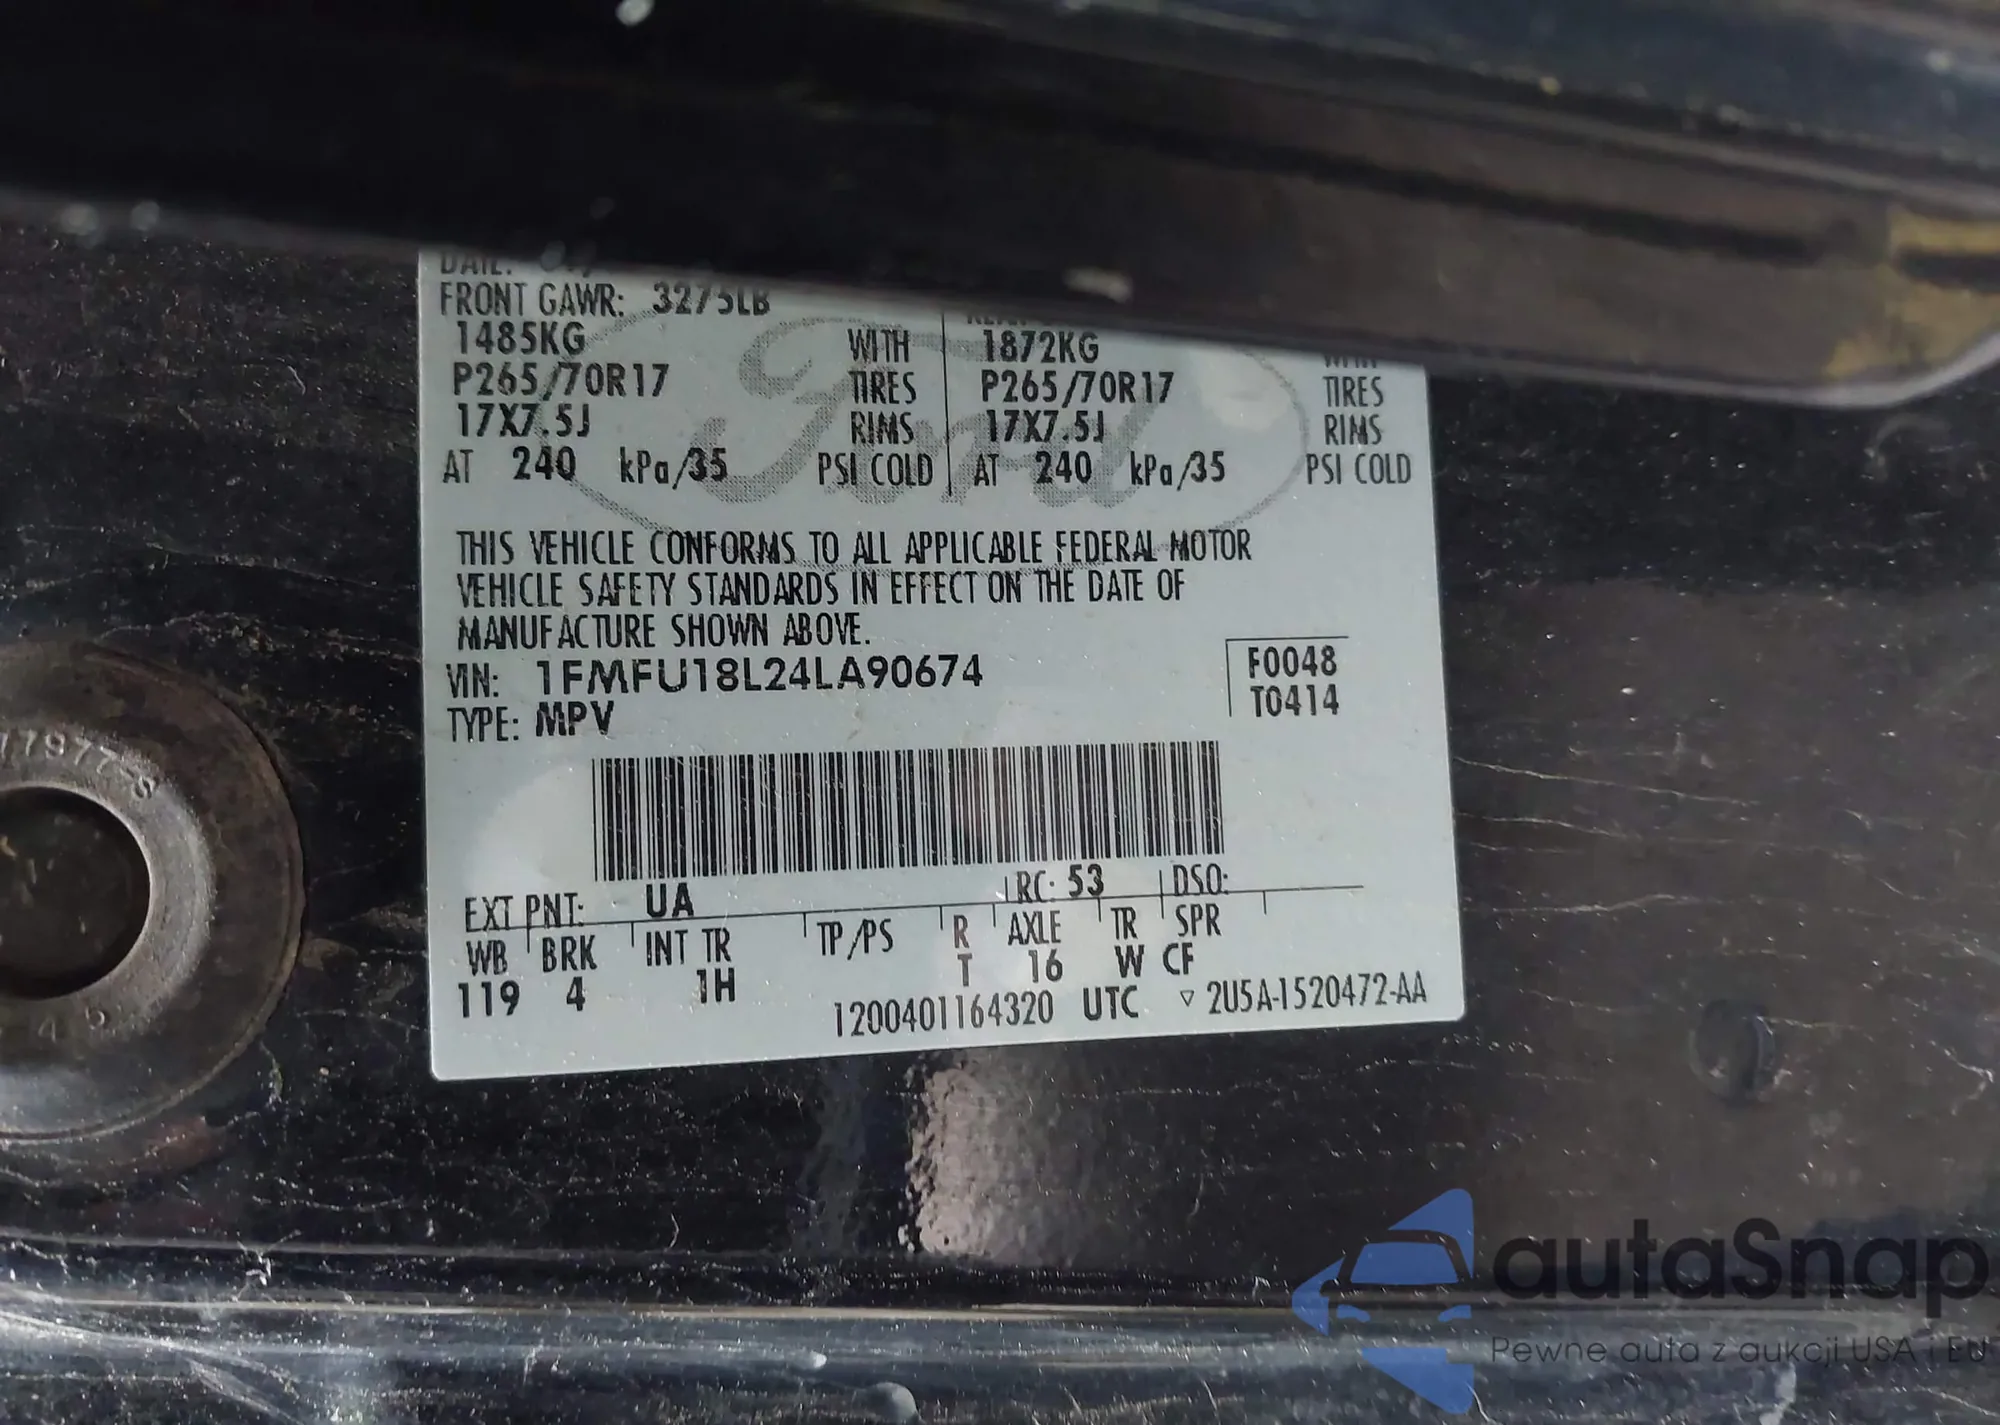 FRONT GAWR: 3275LB
1485KG WITH 1872KG
P265/70R17 TIRES P265/70R17 TIRES
17X7.5J RIMS 17X7.5J RIMS
AT 240 kPa/35 PSI COLD AT 240 kPa/35 PSI COLD
Ford
THIS VEHICLE CONFORMS TO ALL APPLICABLE FEDERAL MOTOR
VEHICLE SAFETY STANDARDS IN EFFECT ON THE DATE OF
MANUFACTURE SHOWN ABOVE.
VIN: 1FMFU18L24LA90674 F0048
TYPE: MPV T0414
EXT PNT: UA RC: 53 DSO:
WB BRK INT TR TP/PS R AXLE TR SPR
119 4 1H T 16 W CF
1200401164320 UTC ▽ 2U5A-1520472-AA
autaSnap
Pewne auta z aukcji USA i EU